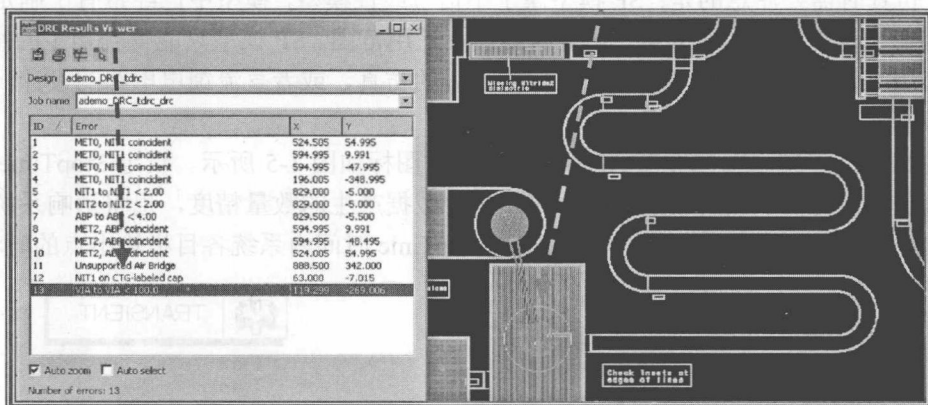 DRC Results Viewer
Design ademo_DRC_tdrc
Job name ademo_DRC_tdrc_drc
ID Error X Y
1 MET0, NIT1 coincident 524.505 54.995
2 MET0, NIT1 coincident 594.995 9.991
3 MET0, NIT1 coincident 594.995 -47.995
4 MET0, NIT1 coincident 196.005 -348.995
5 NIT1 to NIT1 < 2.00 829.000 -5.000
6 NIT2 to NIT2 < 2.00 829.000 -5.000
7 ABP to ABP < 4.00 829.500 -5.500
8 MET2, ABP coincident 594.995 9.991
9 MET2, ABP coincident 594.995 -48.495
10 MET2, ABP coincident 524.005 54.995
11 Unsupported Air Bridge 888.500 342.000
12 NIT1 on CTG-labeled cap 63.000 -7.015
13 VIA to VIA < 100.0 119.299 -269.006
Auto zoom Auto select
Number of errors: 13
Missing Nitride2
Dielectric
Check Insets at
edges of lines